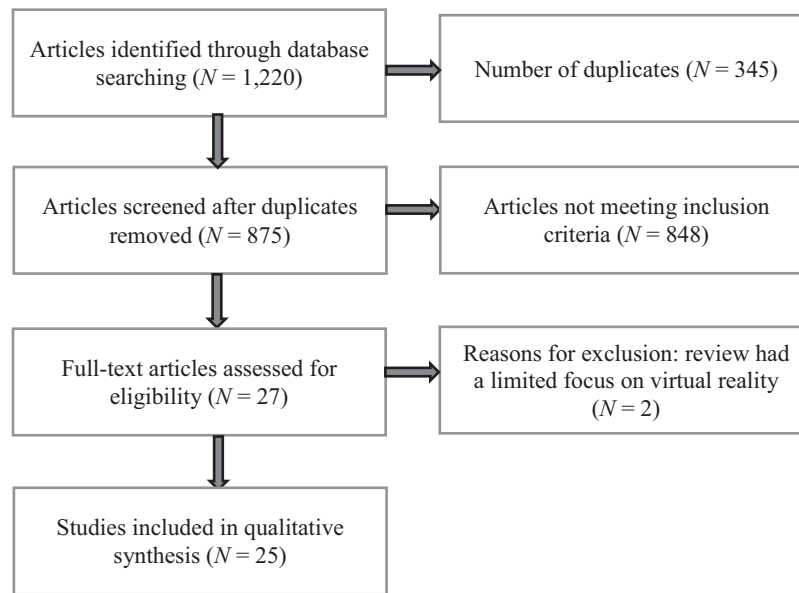 Articles identified through database
searching (N = 1,220)
Number of duplicates (N = 345)
Articles screened after duplicates
removed (N = 875)
Articles not meeting inclusion
criteria (N = 848)
Full-text articles assessed for
eligibility (N = 27)
Reasons for exclusion: review had
a limited focus on virtual reality
(N = 2)
Studies included in qualitative
synthesis (N = 25)